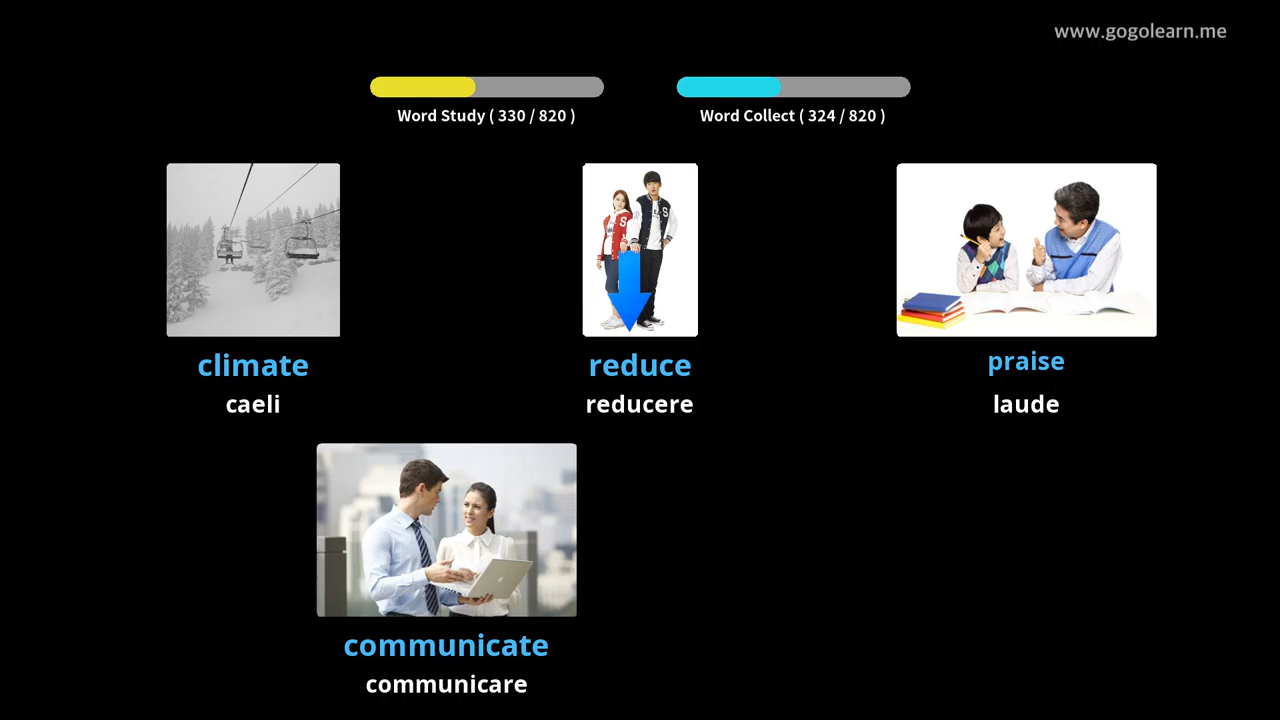 www.gogolearn.me
Word Study ( 330 / 820 )
Word Collect ( 324 / 820 )
climate
caeli
reduce
reducere
praise
laude
communicate
communicare